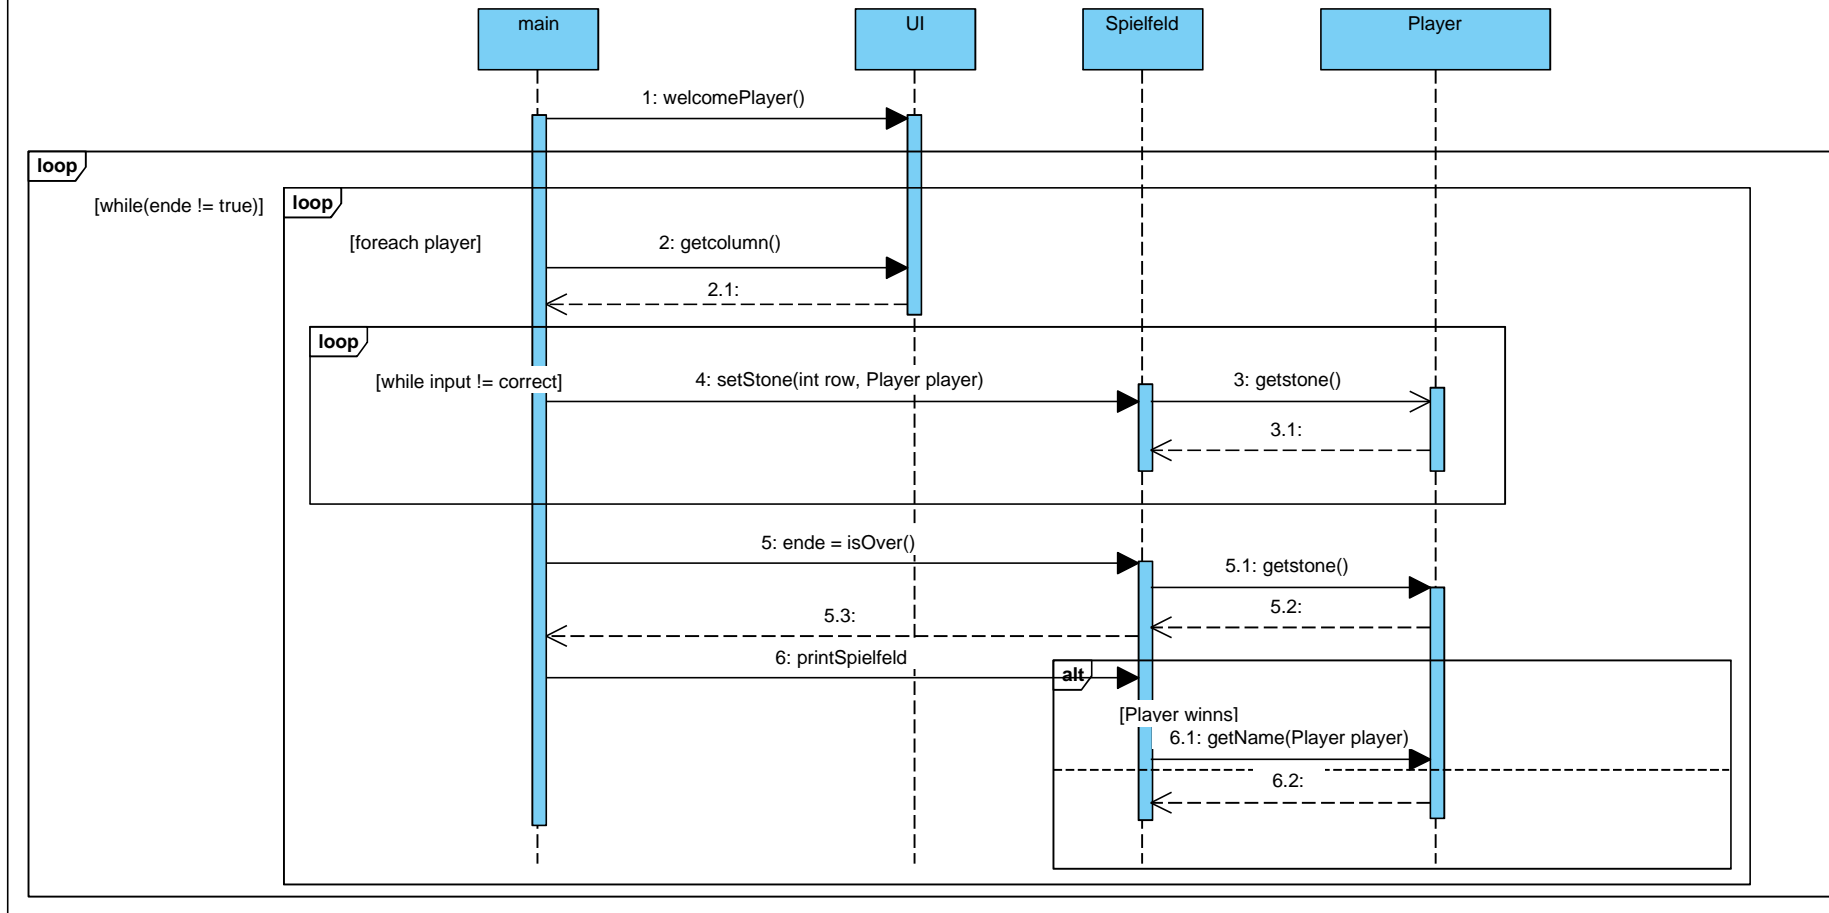 main
UI
Spielfeld
Player
1: welcomePlayer()
loop
[while(ende != true)]
loop
[foreach player]
2: getcolumn()
2.1:
loop
[while input != correct]
4: setStone(int row, Player player)
3: getstone()
3.1:
5: ende = isOver()
5.1: getstone()
5.2:
5.3:
6: printSpielfeld
alt
[Player winns]
6.1: getName(Player player)
6.2: